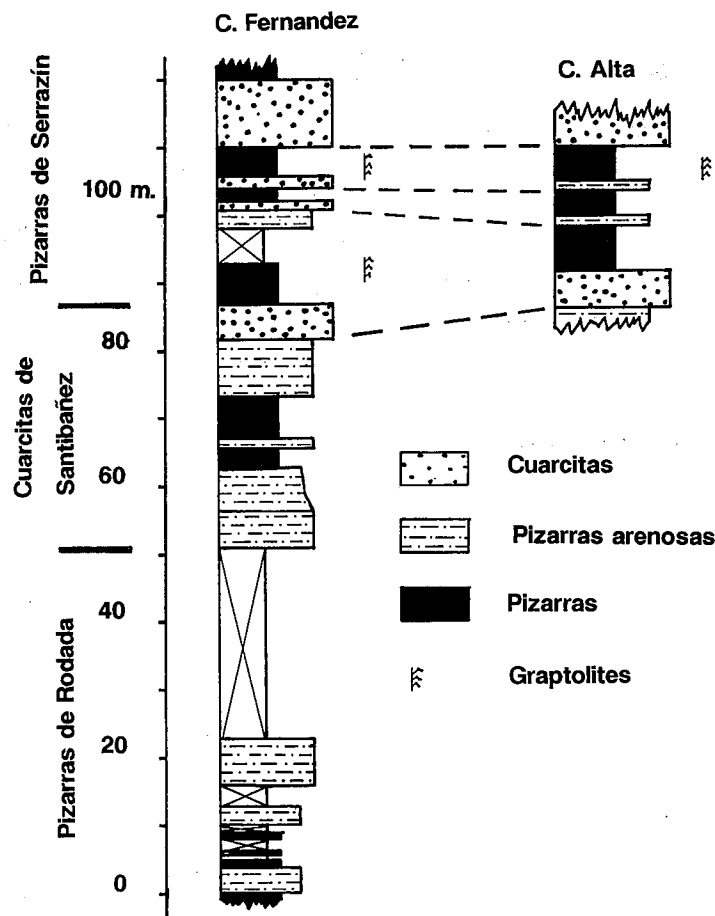 C. Fernandez
C. Alta
Pizarras de Serrazín
100 m.
80
Cuarcitas de
Santibañez
60
Cuarcitas
Pizarras arenosas
Pizarras
Graptolites
40
Pizarras de Rodada
20
0